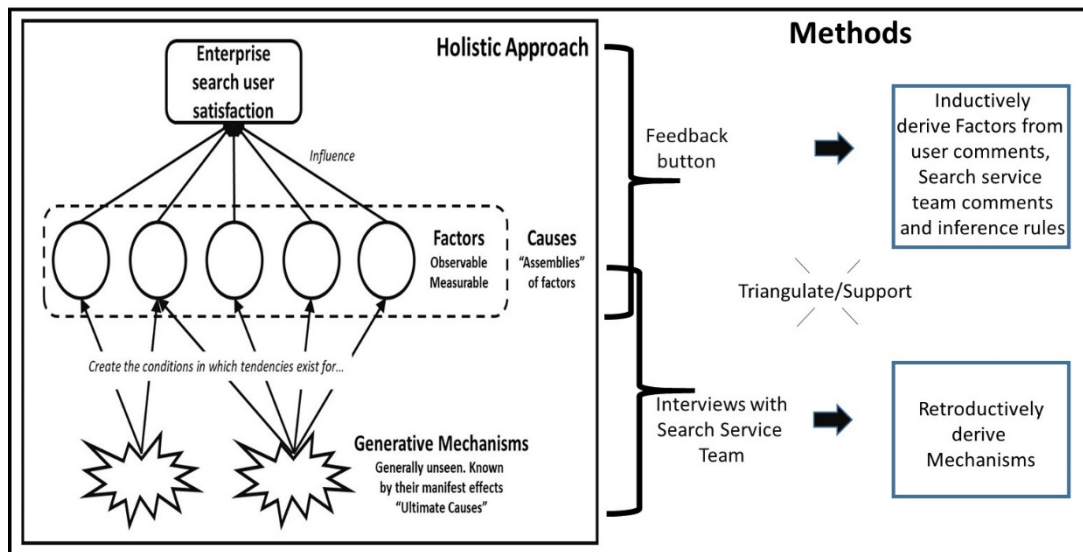 Holistic Approach
Enterprise
search user
satisfaction
Influence
Factors
Observable
Measurable
Causes
“Assemblies”
of factors
Create the conditions in which tendencies exist for...
Generative Mechanisms
Generally unseen. Known
by their manifest effects
“Ultimate Causes”
Methods
Feedback
button
Inductively
derive Factors from
user comments,
Search service
team comments
and inference rules
Triangulate/Support
Interviews with
Search Service
Team
Retroductively
derive
Mechanisms